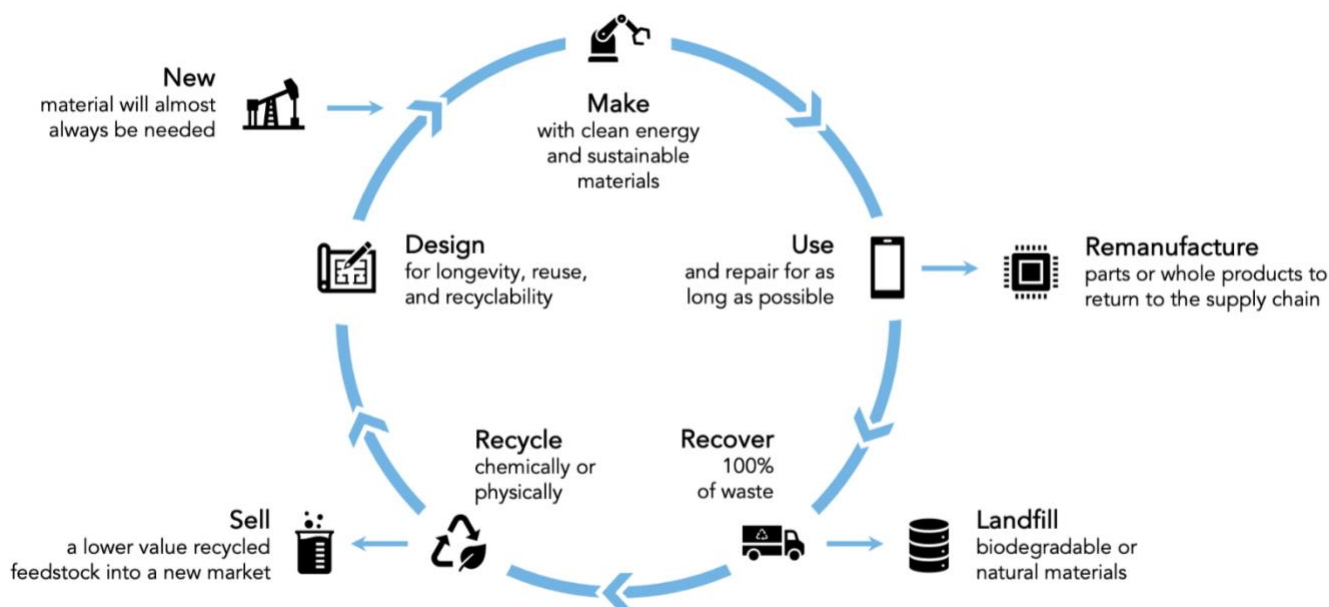 New
material will almost
always be needed
Make
with clean energy
and sustainable
materials
Design
for longevity, reuse,
and recyclability
Use
and repair for as
long as possible
Remanufacture
parts or whole products to
return to the supply chain
Recycle
chemically or
physically
Recover
100%
of waste
Sell
a lower value recycled
feedstock into a new market
Landfill
biodegradable or
natural materials